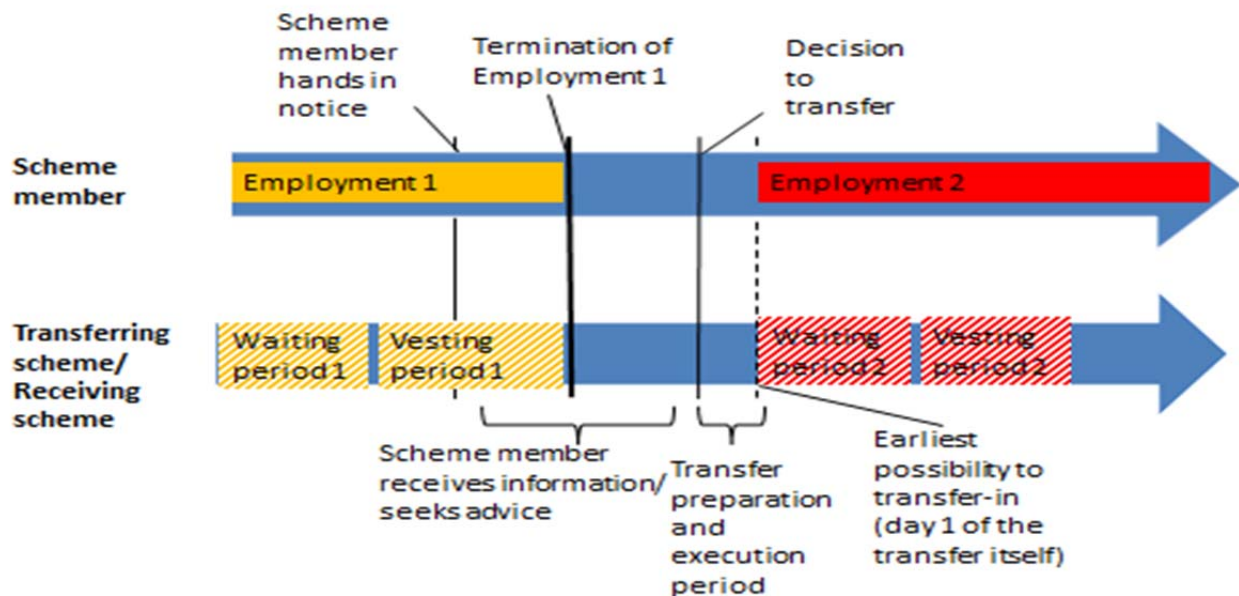 Scheme
member
hands in
notice
Termination of
Employment 1
Decision
to
transfer
Scheme
member
Employment 1
Employment 2
Transferring
scheme/
Receiving
scheme
Waiting
period 1
Vesting
period 1
Waiting
period 2
Vesting
period 2
Scheme member
receives information/
seeks advice
Transfer
preparation
and
execution
period
Earliest
possibility to
transfer-in
(day 1 of the
transfer itself)